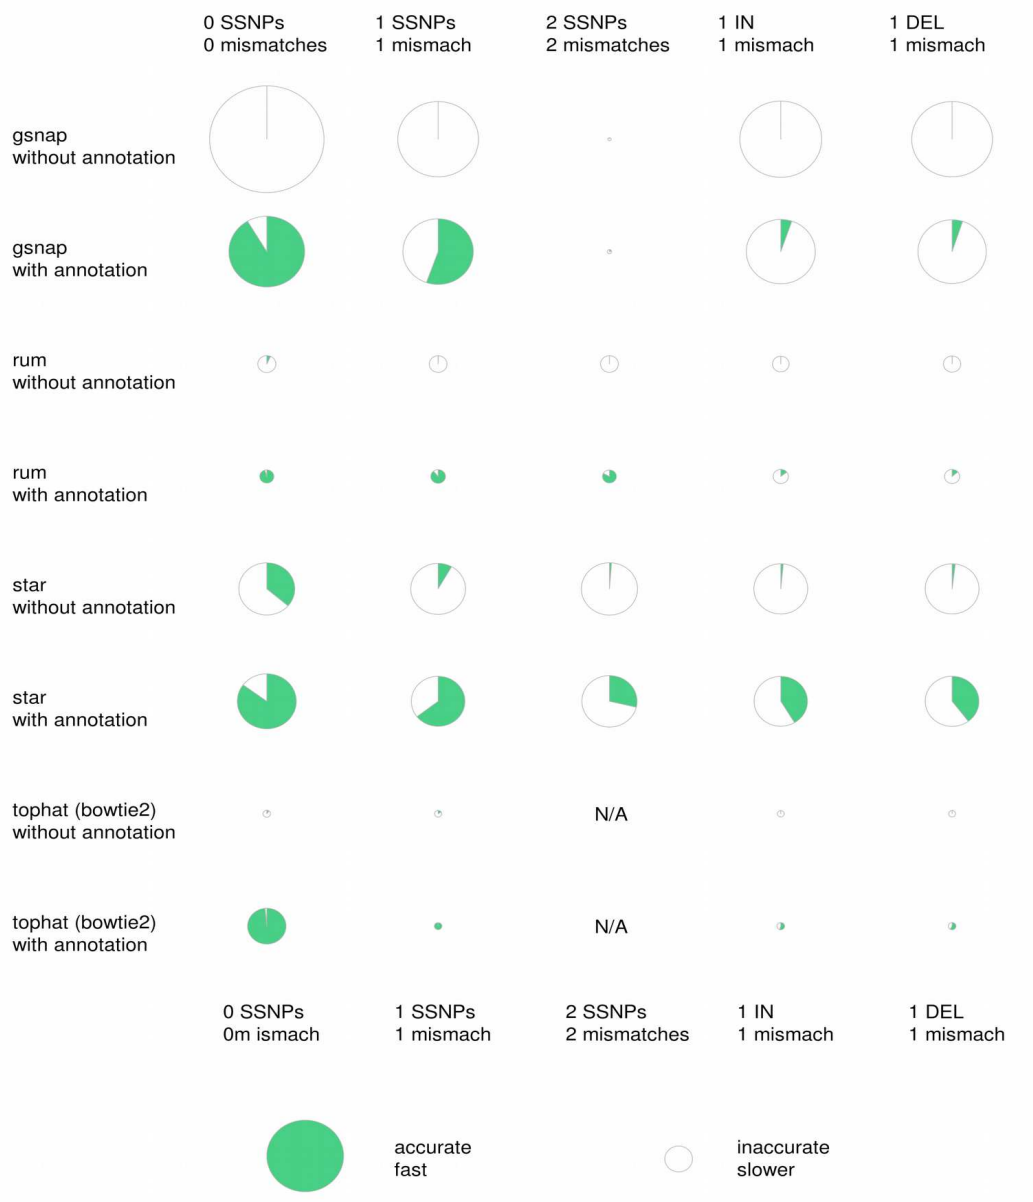 0 SSNPs 1 SSNPs 2 SSNPs 1 IN 1 DEL
0 mismatches 1 mismach 2 mismatches 1 mismach 1 mismach
gsnap
without annotation
gsnap
with annotation
rum
without annotation
rum
with annotation
star
without annotation
star
with annotation
tophat (bowtie2)
without annotation
N/A
tophat (bowtie2)
with annotation
N/A
0 SSNPs 1 SSNPs 2 SSNPs 1 IN 1 DEL
0m ismach 1 mismach 2 mismatches 1 mismach 1 mismach
accurate
fast
inaccurate
slower